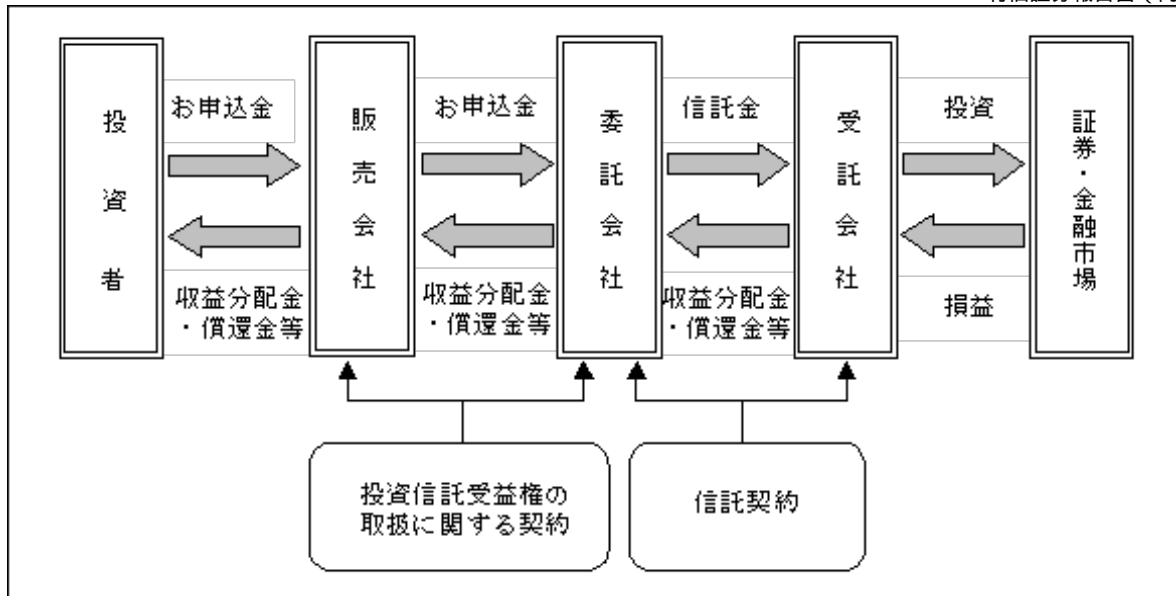 投資者
お申込金
収益分配金
・償還金等
販売会社
お申込金
収益分配金
・償還金等
委託会社
信託金
収益分配金
・償還金等
受託会社
投資
損益
証券・金融市場
投資信託受益権の
取扱に関する契約
信託契約